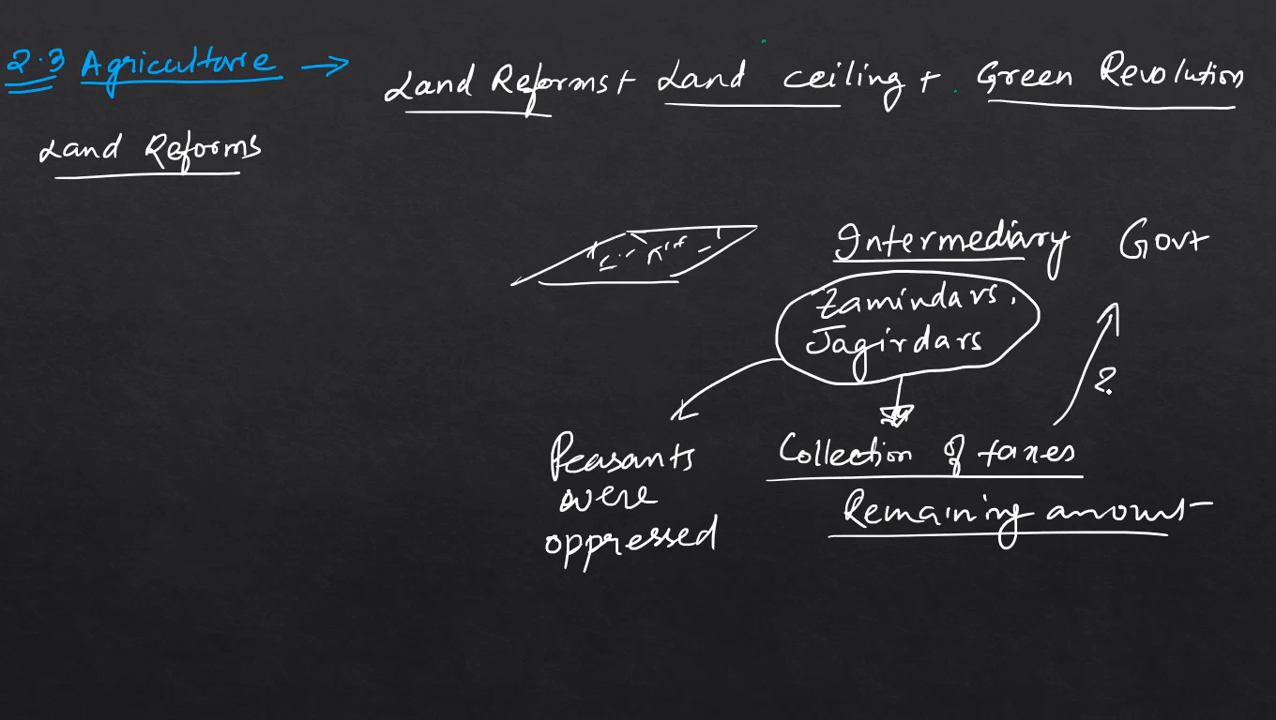 2.3 Agriculture → Land Reforms + Land ceiling + Green Revolution
Land Reforms
Intermediary Govt
Zamindars,
Jagirdars
2
Peasants
were
oppressed
Collection of taxes
Remaining amount